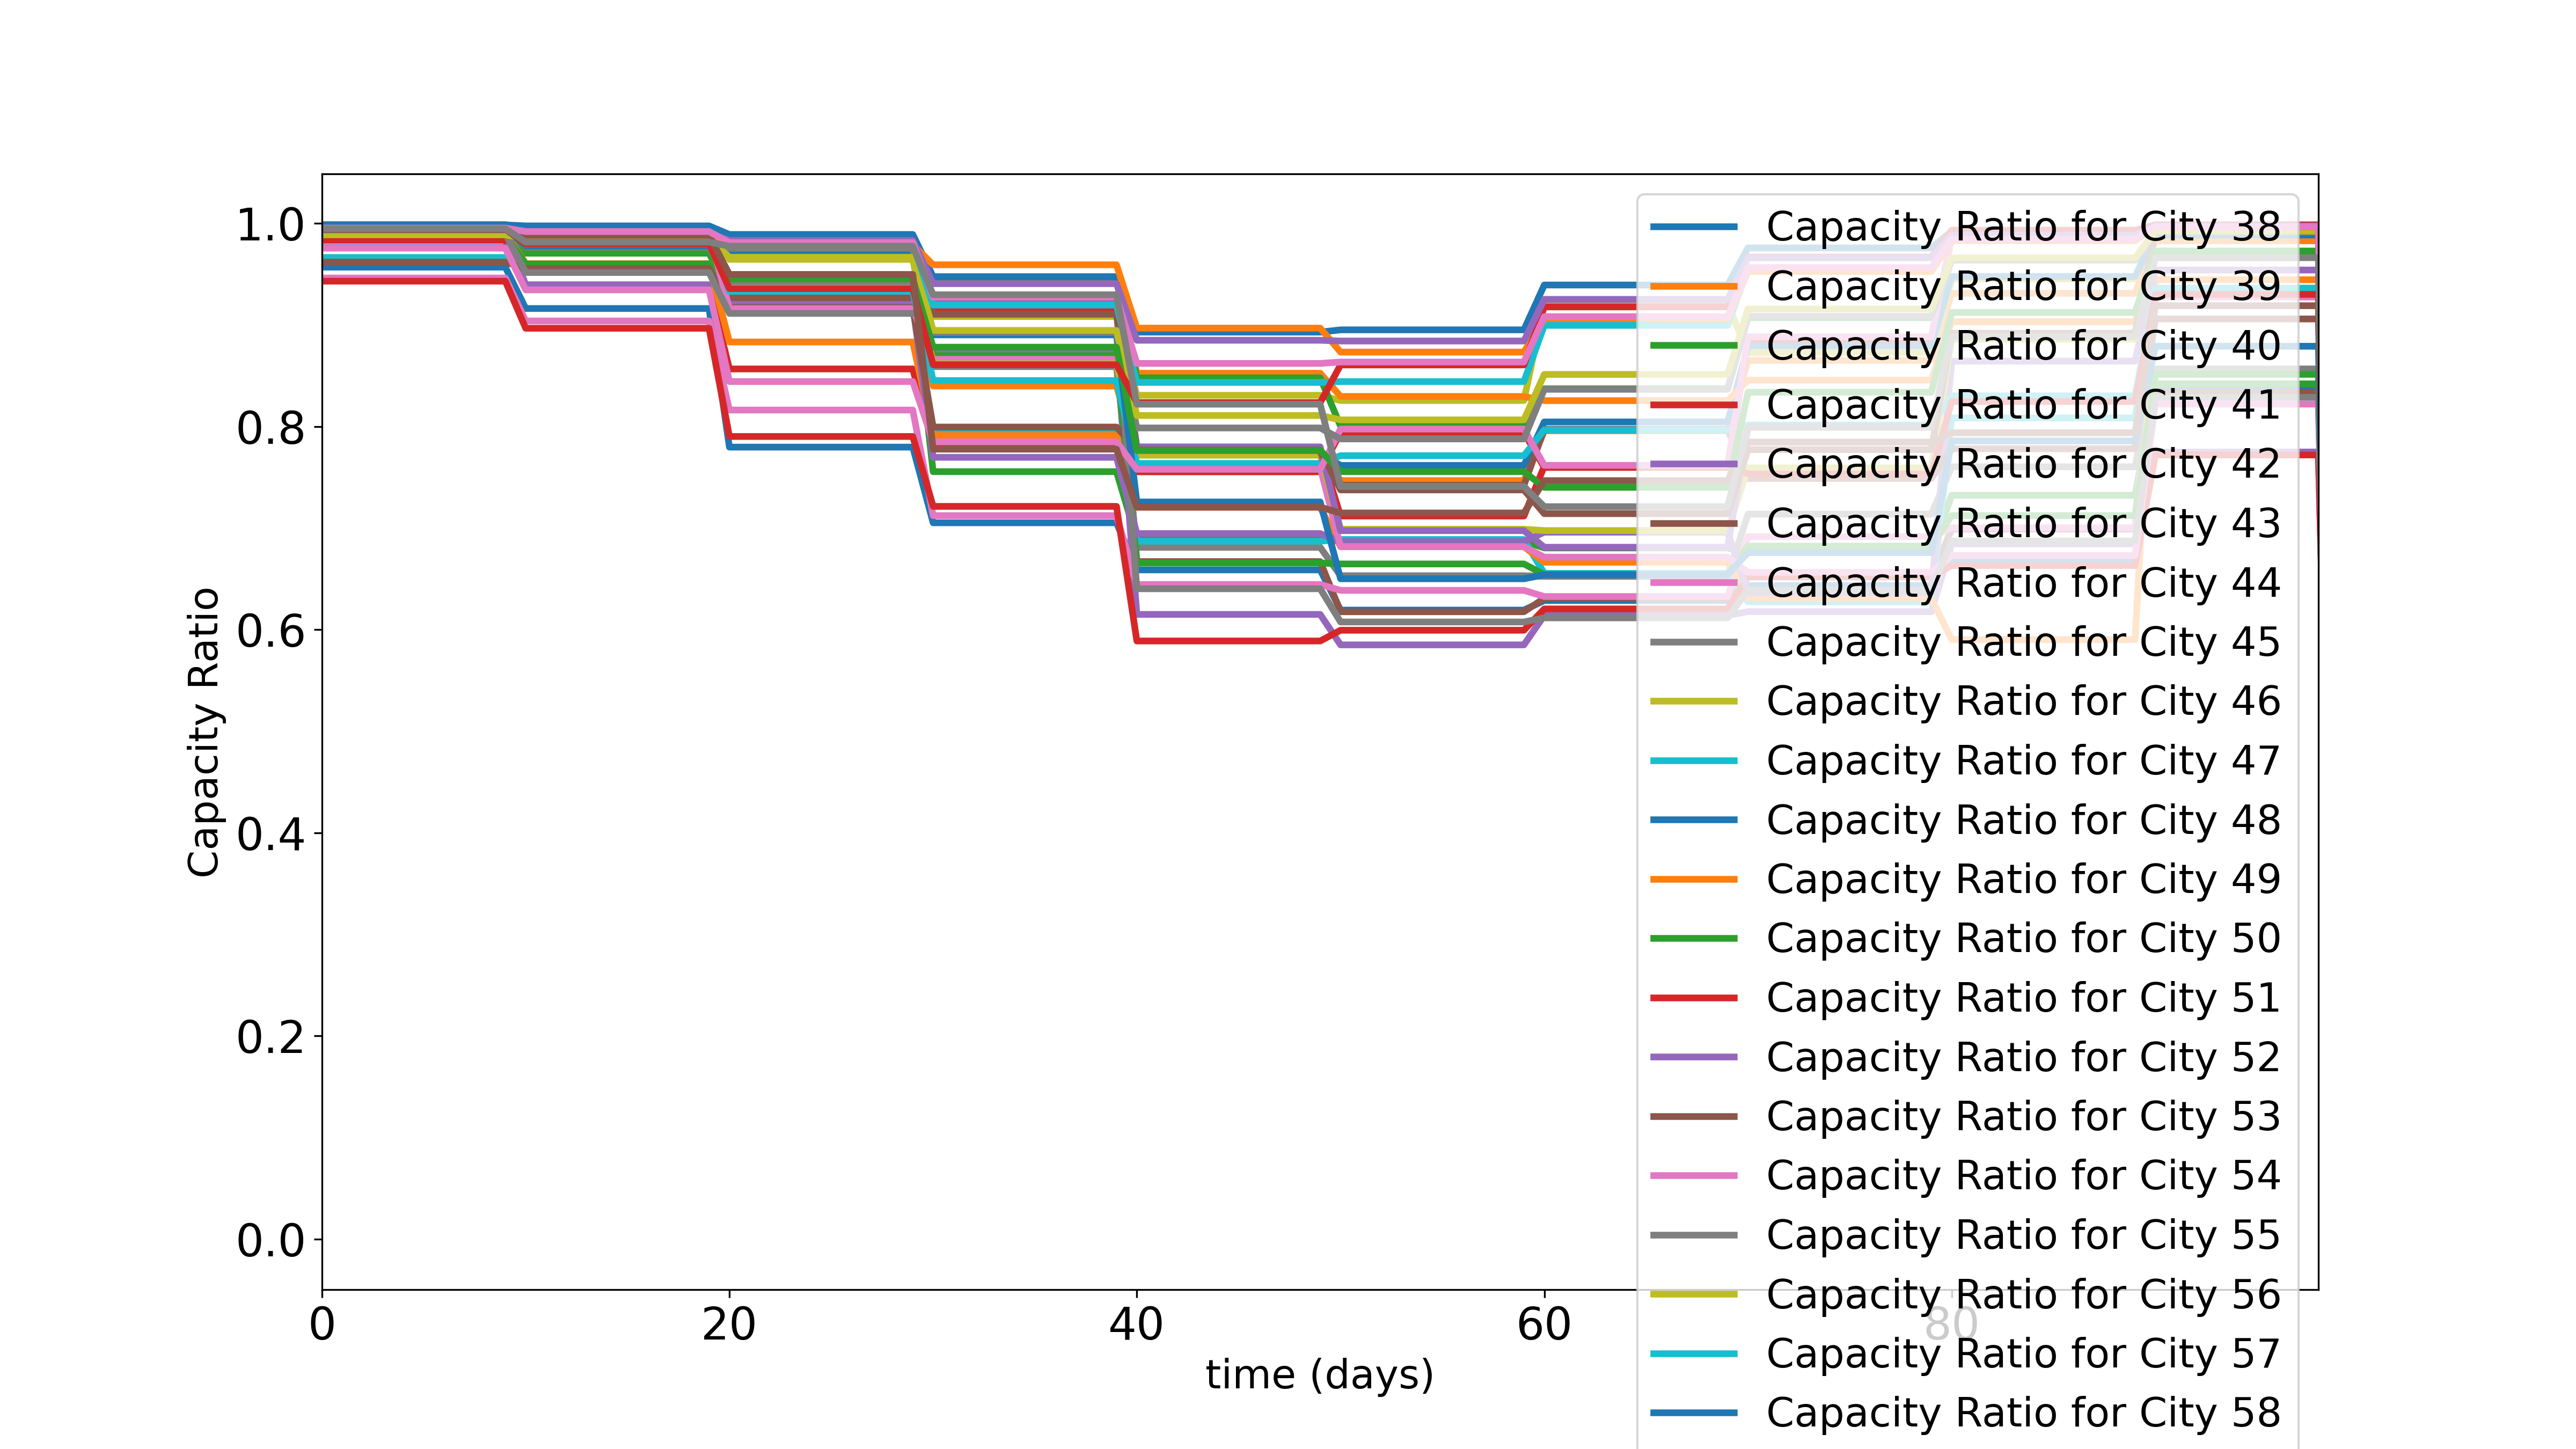 1.0
0.8
0.6
0.4
0.2
0.0
Capacity Ratio
0
20
40
60
80
time (days)
Capacity Ratio for City 38
Capacity Ratio for City 39
Capacity Ratio for City 40
Capacity Ratio for City 41
Capacity Ratio for City 42
Capacity Ratio for City 43
Capacity Ratio for City 44
Capacity Ratio for City 45
Capacity Ratio for City 46
Capacity Ratio for City 47
Capacity Ratio for City 48
Capacity Ratio for City 49
Capacity Ratio for City 50
Capacity Ratio for City 51
Capacity Ratio for City 52
Capacity Ratio for City 53
Capacity Ratio for City 54
Capacity Ratio for City 55
Capacity Ratio for City 56
Capacity Ratio for City 57
Capacity Ratio for City 58